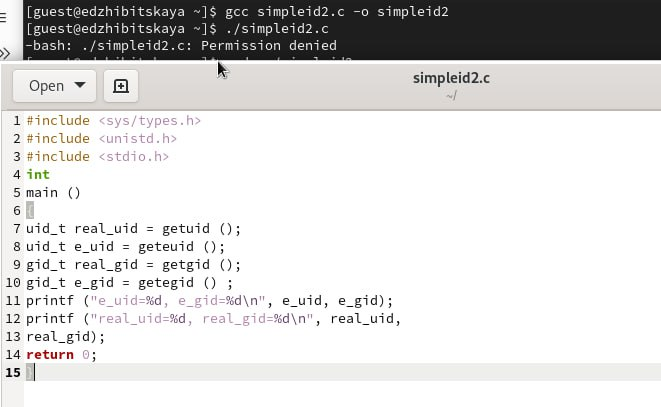 [guest@edzhibitskaya ~]$ gcc simpleid2.c -o simpleid2
[guest@edzhibitskaya ~]$ ./simpleid2.c
-bash: ./simpleid2.c: Permission denied
Open
simpleid2.c
~/
1 #include <sys/types.h>
2 #include <unistd.h>
3 #include <stdio.h>
4 int
5 main ()
6 {
7 uid_t real_uid = getuid ();
8 uid_t e_uid = geteuid ();
9 gid_t real_gid = getgid ();
10 gid_t e_gid = getegid () ;
11 printf ("e_uid=%d, e_gid=%d\n", e_uid, e_gid);
12 printf ("real_uid=%d, real_gid=%d\n", real_uid,
13 real_gid);
14 return 0;
15 }